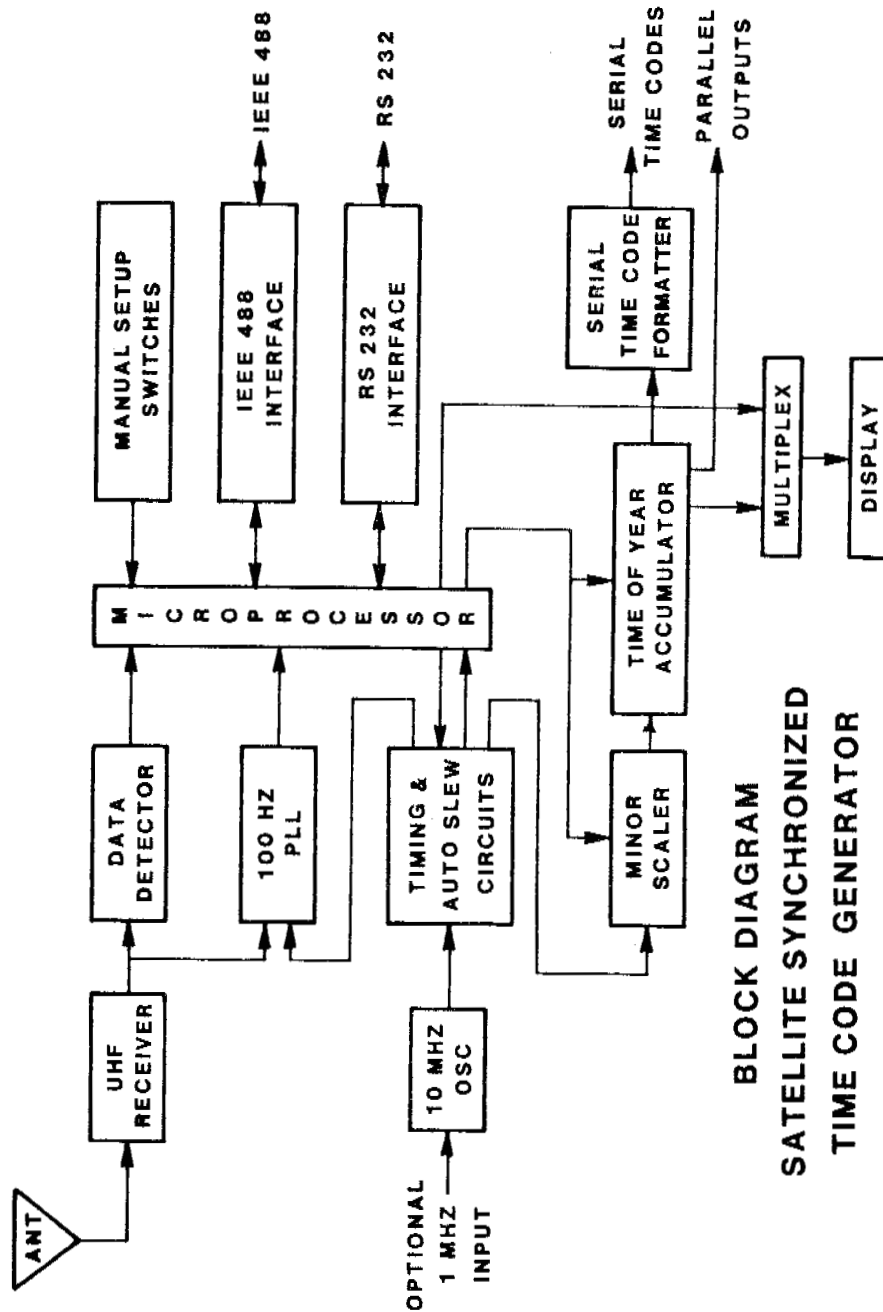 ANT
UHF
RECEIVER
DATA
DETECTOR
100 HZ
PLL
OPTIONAL
1 MHZ
INPUT
10 MHZ
OSC
TIMING &
AUTO SLEW
CIRCUITS
MICROPROCESSOR
MANUAL SETUP
SWITCHES
IEEE 488
INTERFACE
IEEE 488
RS 232
INTERFACE
RS 232
MINOR
SCALER
TIME OF YEAR
ACCUMULATOR
SERIAL
TIME CODE
FORMATTER
SERIAL
TIME CODES
PARALLEL
OUTPUTS
MULTIPLEX
DISPLAY
BLOCK DIAGRAM
SATELLITE SYNCHRONIZED
TIME CODE GENERATOR